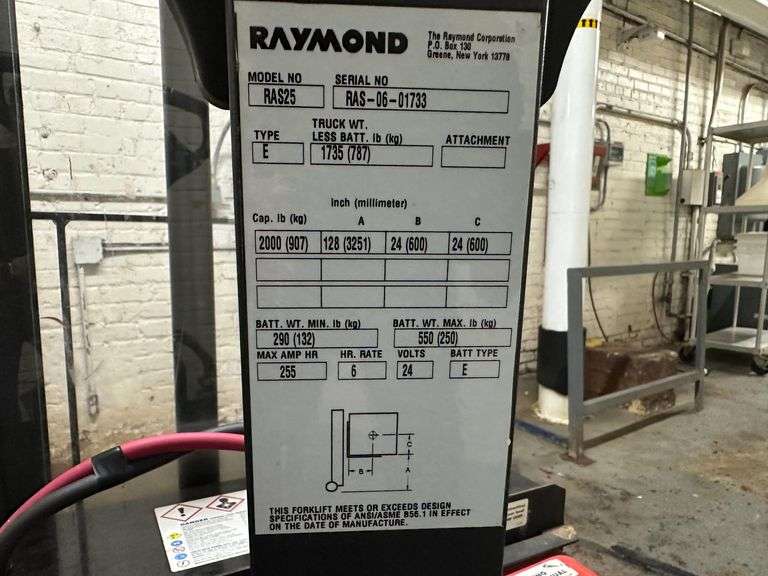 RAYMOND
The Raymond Corporation
P.O. Box 130
Greene, New York 13778
MODEL NO SERIAL NO
RAS25 RAS-06-01733
TRUCK WT.
TYPE LESS BATT. lb (kg) ATTACHMENT
E 1735 (787)
Inch (millimeter)
Cap. lb (kg) A B C
2000 (907) 128 (3251) 24 (600) 24 (600)
BATT. WT. MIN. lb (kg) BATT. WT. MAX. lb (kg)
290 (132) 550 (250)
MAX AMP HR HR. RATE VOLTS BATT TYPE
255 6 24 E
C
B A
THIS FORKLIFT MEETS OR EXCEEDS DESIGN
SPECIFICATIONS OF ANSI/ASME B56.1 IN EFFECT
ON THE DATE OF MANUFACTURE.
DANGER